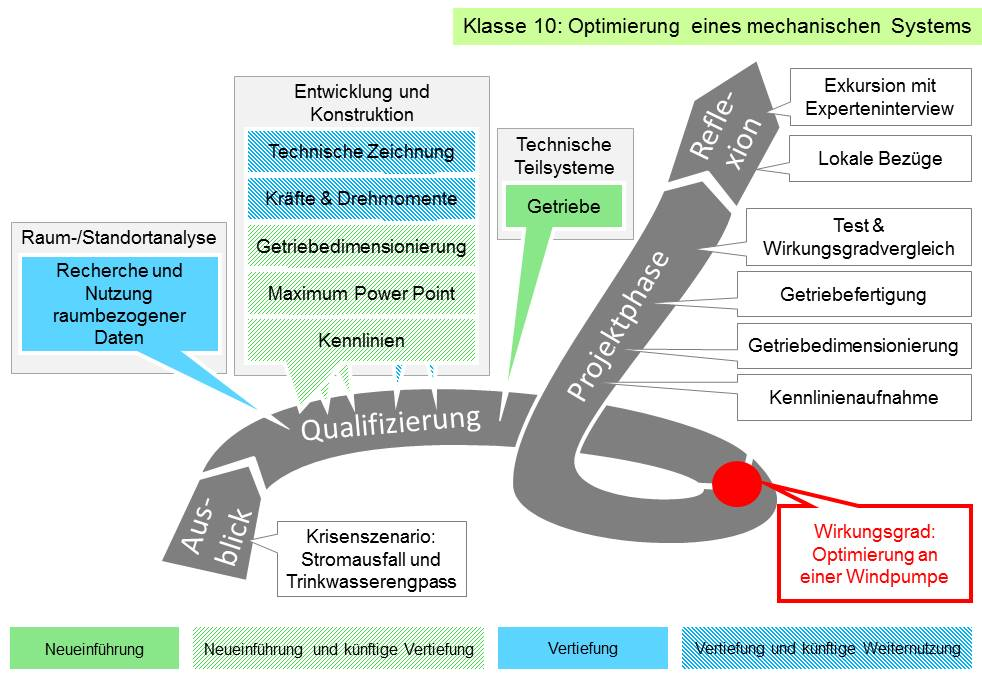 Klasse 10: Optimierung eines mechanischen Systems
Entwicklung und
Konstruktion
Technische Zeichnung
Kräfte & Drehmomente
Getriebedimensionierung
Maximum Power Point
Kennlinien
Technische
Teilsysteme
Getriebe
Raum-/Standortanalyse
Recherche und
Nutzung
raumbezogener
Daten
Aus-
blick
Qualifizierung
Projektphase
Refle-
xion
Exkursion mit
Experteninterview
Lokale Bezüge
Test &
Wirkungsgradvergleich
Getriebefertigung
Getriebedimensionierung
Kennlinienaufnahme
Krisenszenario:
Stromausfall und
Trinkwasserengpass
Wirkungsgrad:
Optimierung an
einer Windpumpe
Neueinführung
Neueinführung und künftige Vertiefung
Vertiefung
Vertiefung und künftige Weiternutzung